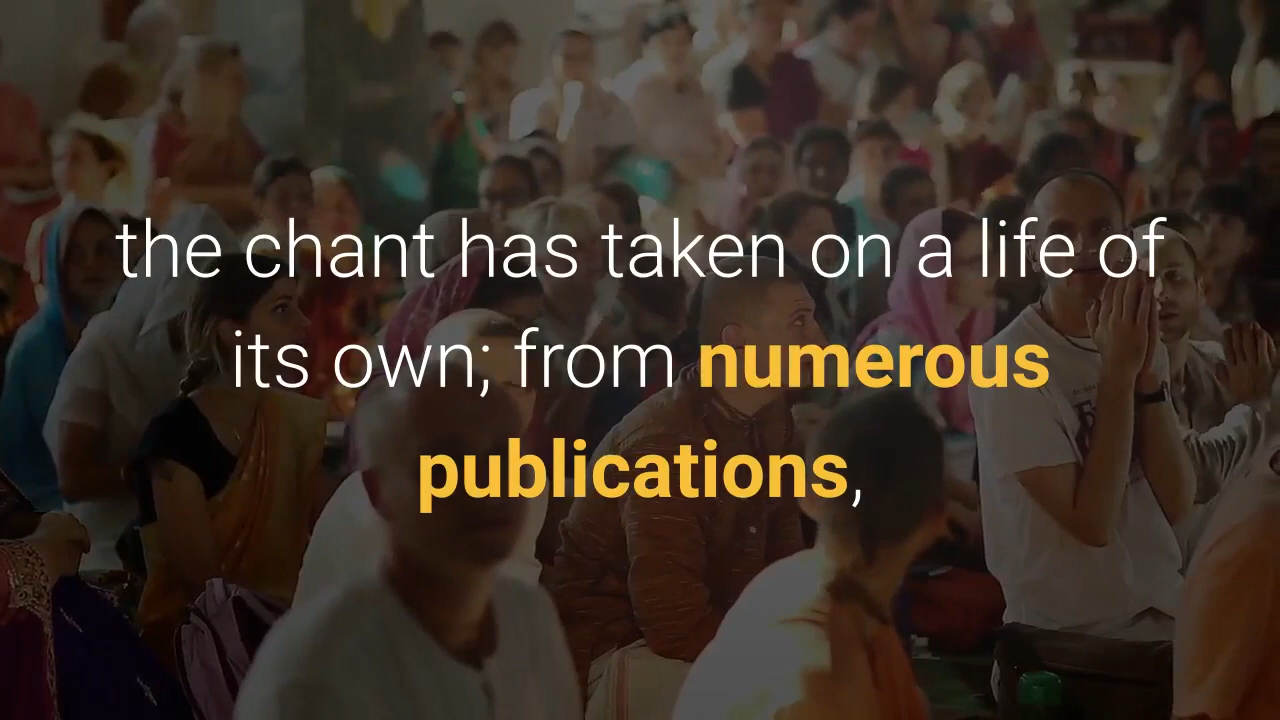 the chant has taken on a life of
its own; from numerous
publications,